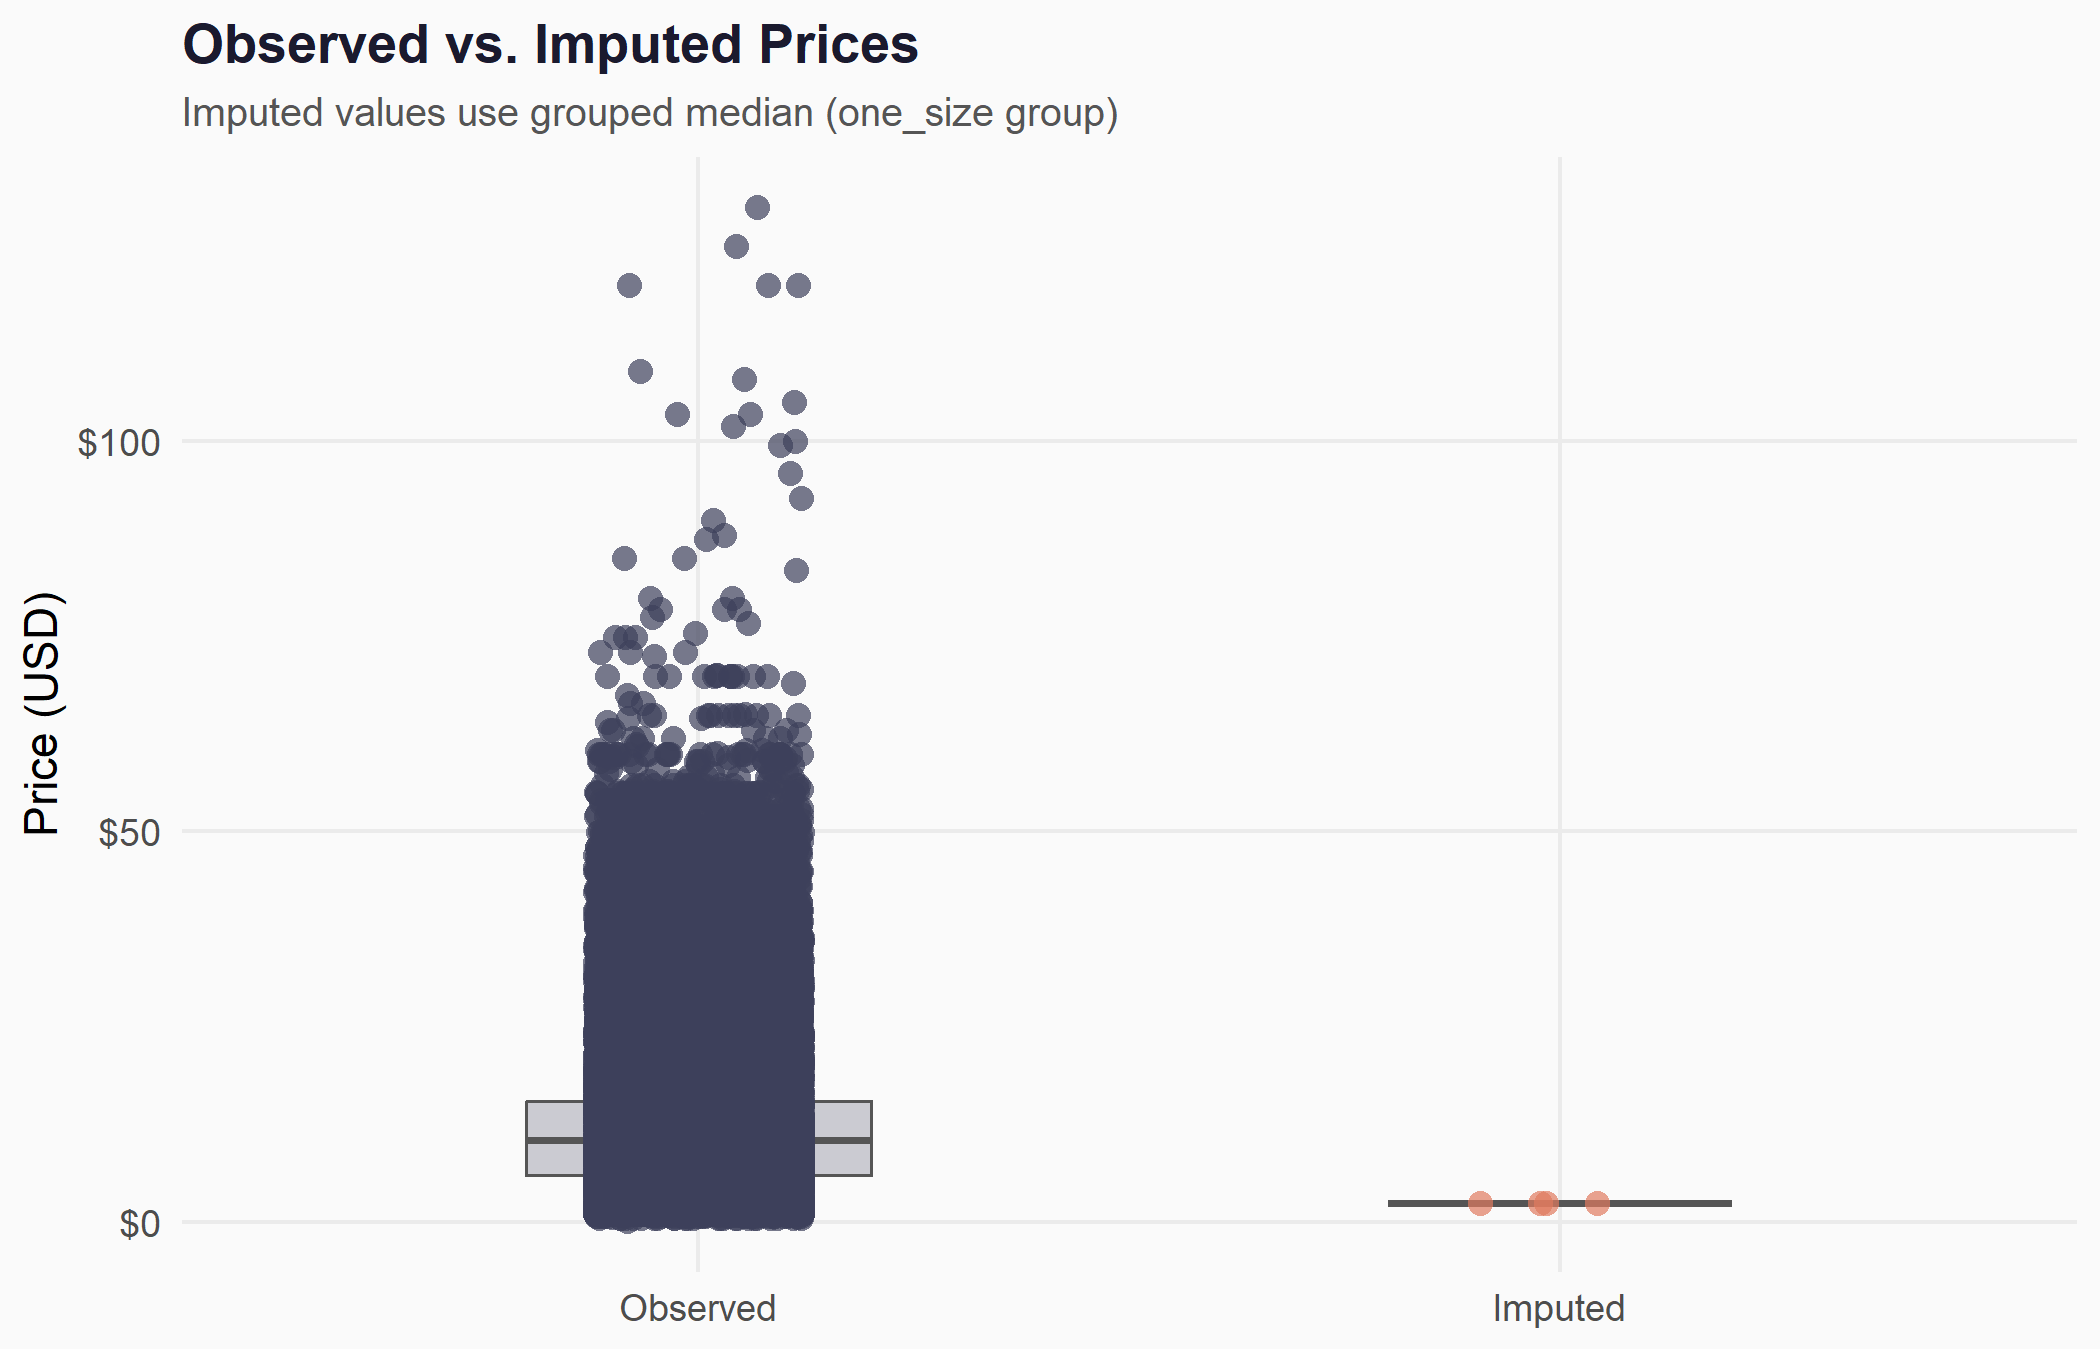 Observed vs. Imputed Prices
Imputed values use grouped median (one_size group)
Price (USD)
$100
$50
$0
Observed
Imputed